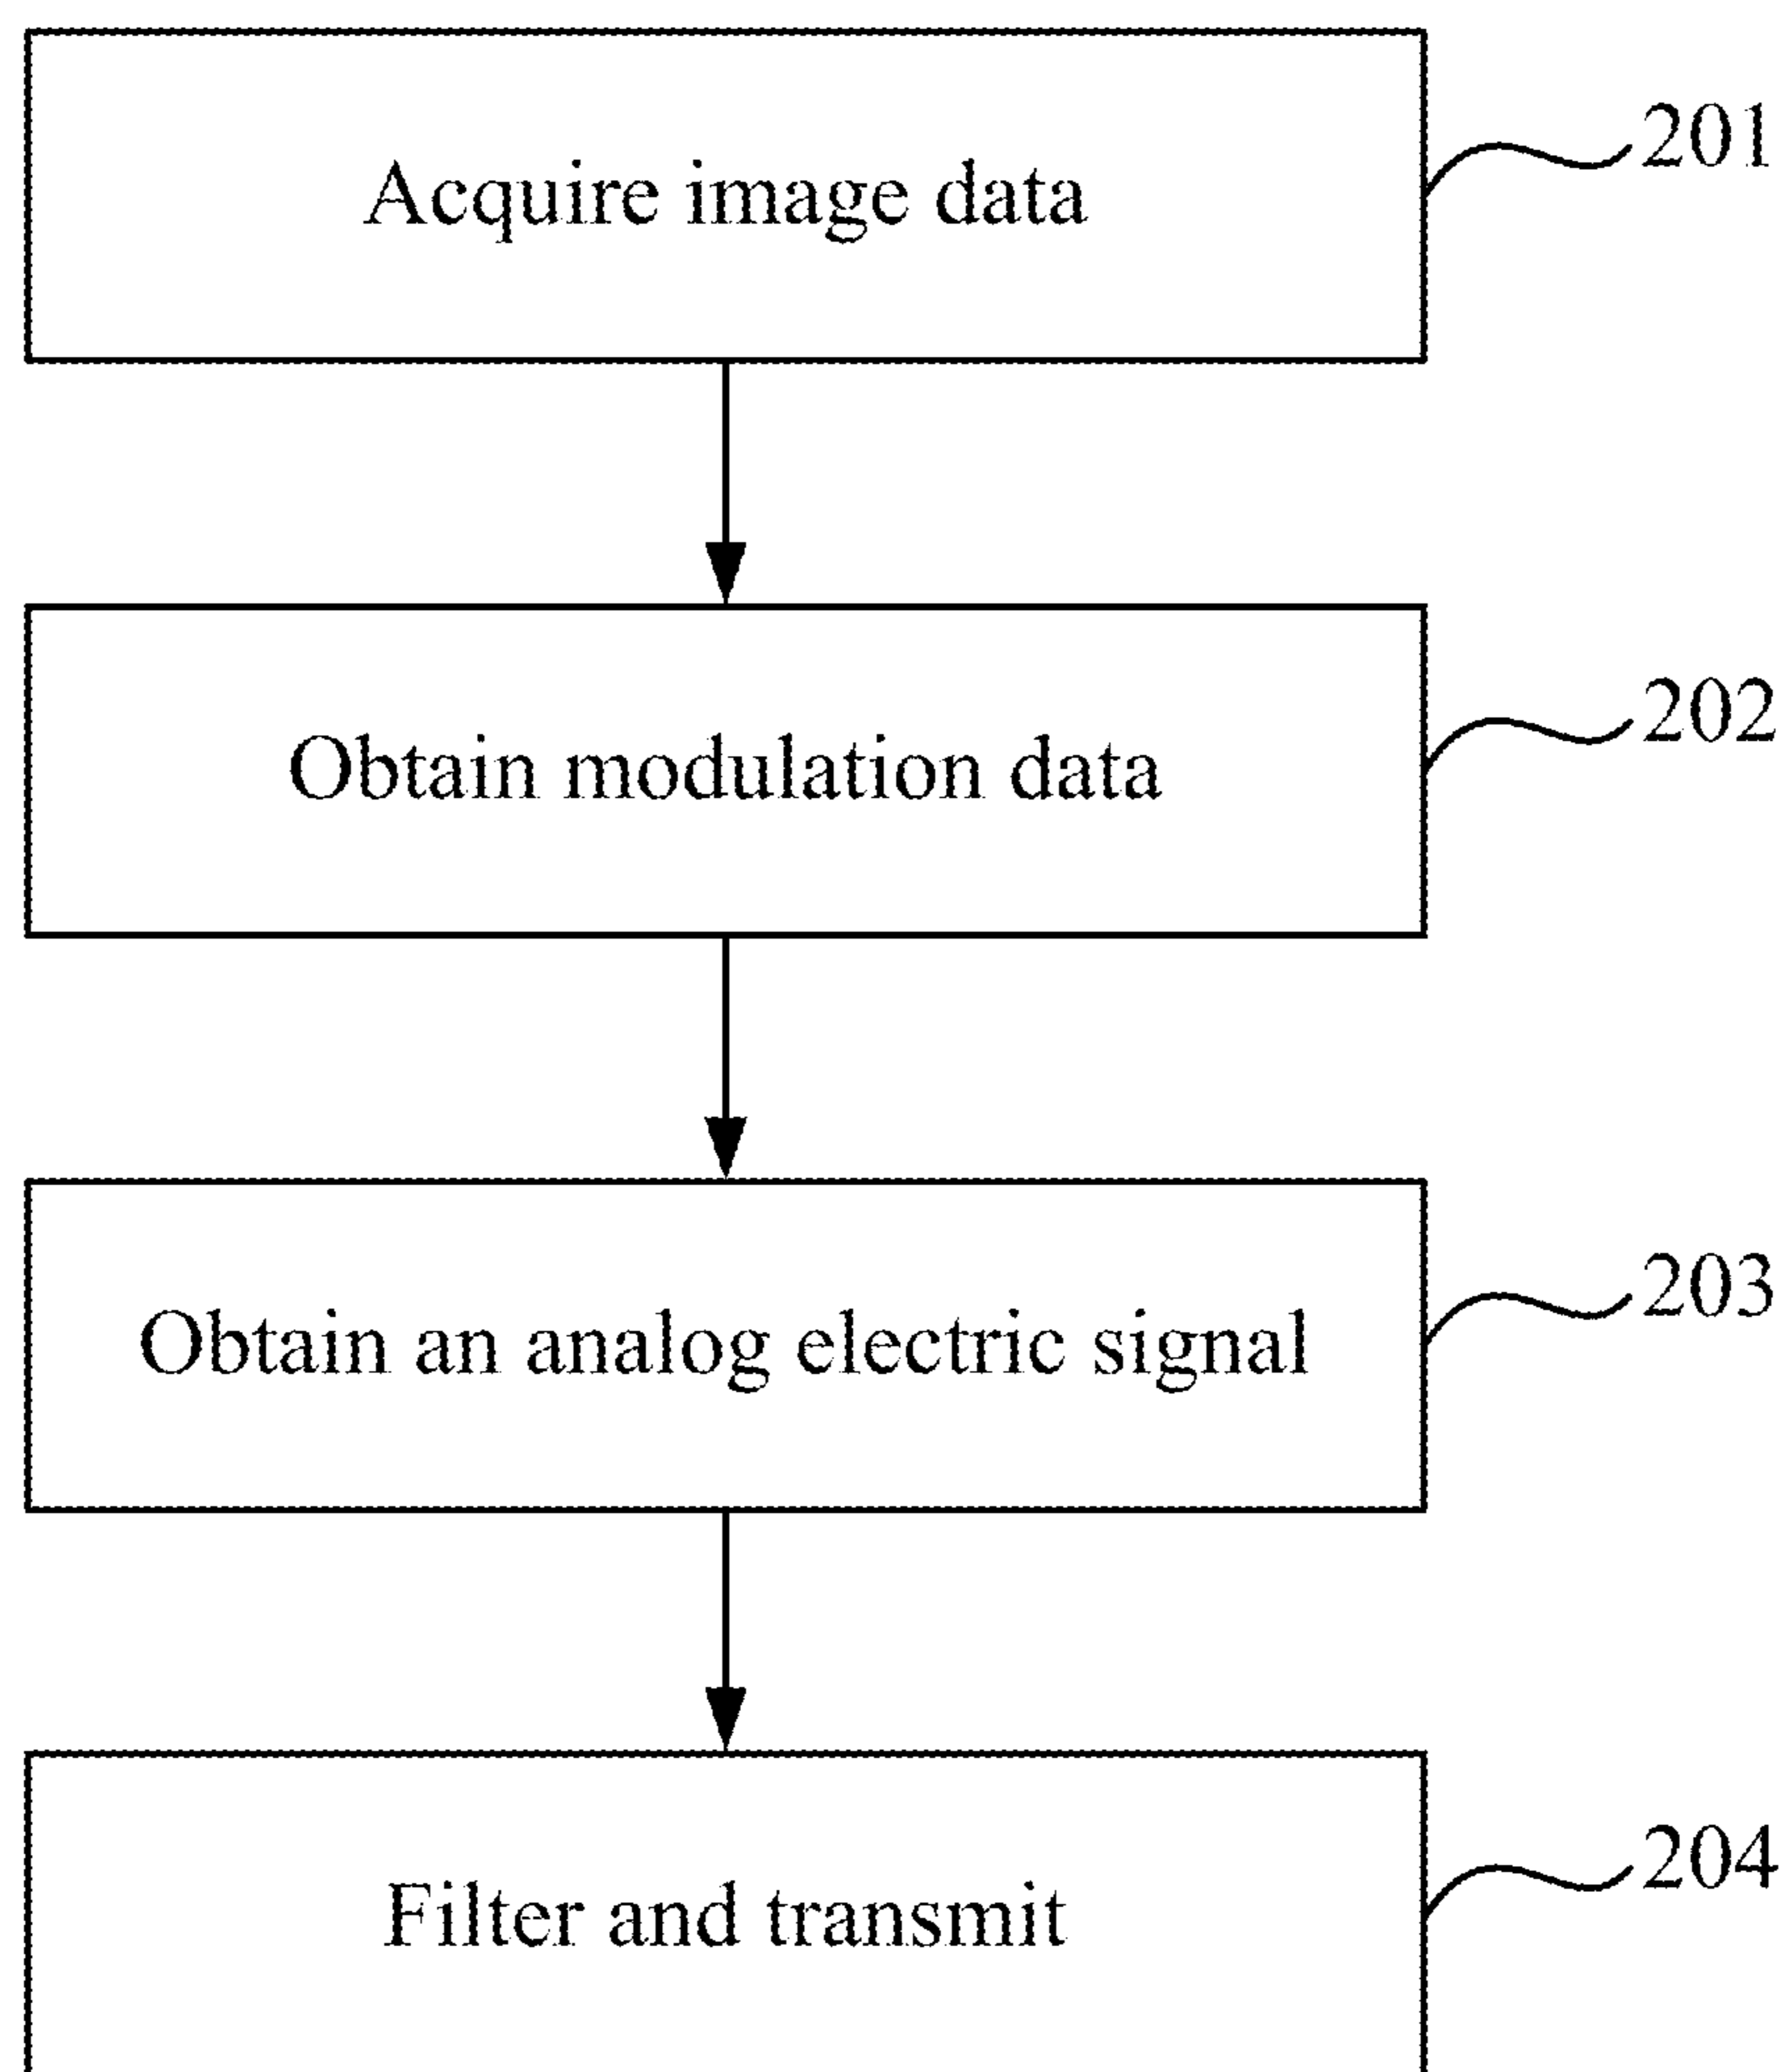 Acquire image data
201
Obtain modulation data
202
Obtain an analog electric signal
203
Filter and transmit
204